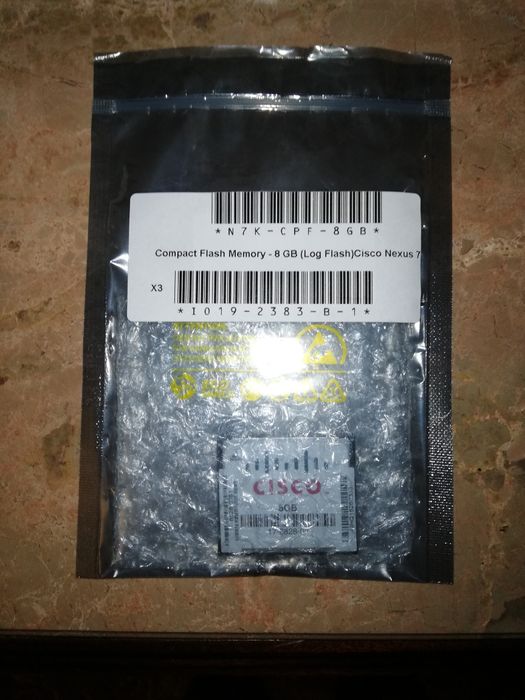 *N7K-CPF-8GB*
Compact Flash Memory - 8 GB (Log Flash)Cisco Nexus 7
X3
*I019-2383-B-1*
CISCO
8GB